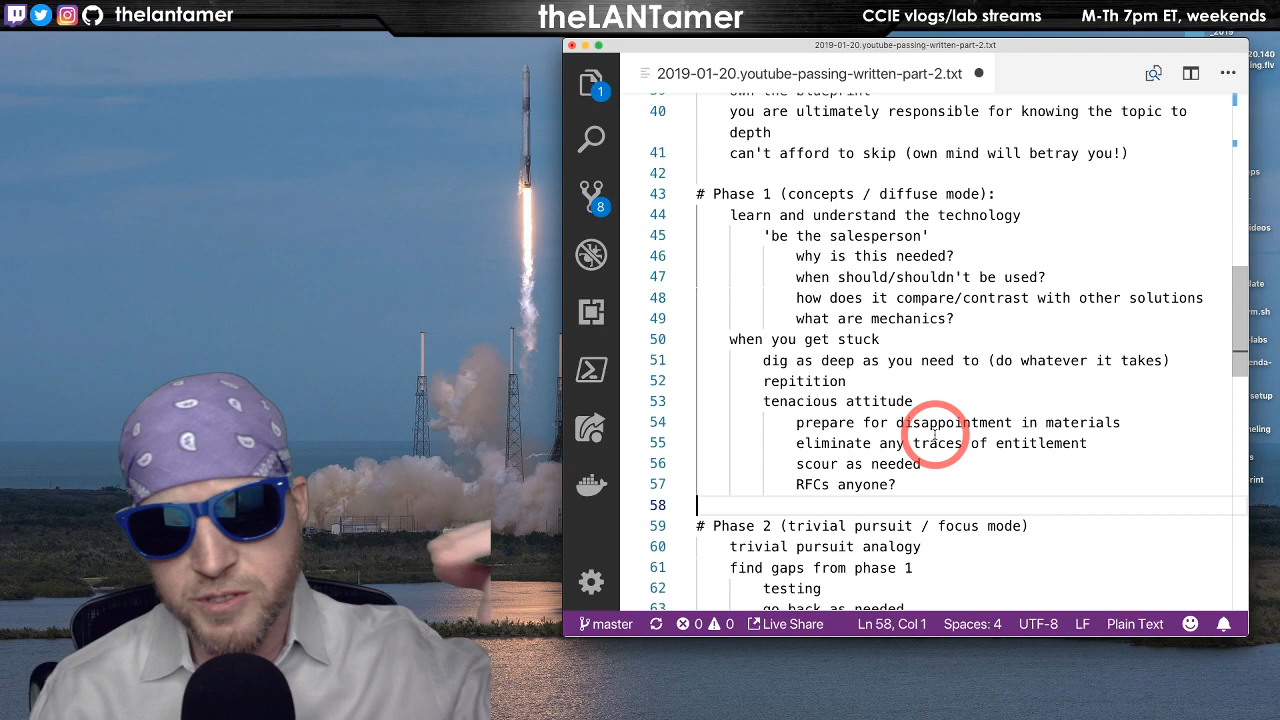 thelantamer
theLANTamer
CCIE vlogs/lab streams
M-Th 7pm ET, weekends
2019-01-20.youtube-passing-written-part-2.txt
2019-01-20.youtube-passing-written-part-2.txt
own the blueprint
40 you are ultimately responsible for knowing the topic to
depth
41 can't afford to skip (own mind will betray you!)
42
43 # Phase 1 (concepts / diffuse mode):
44 learn and understand the technology
45 'be the salesperson'
46 why is this needed?
47 when should/shouldn't be used?
48 how does it compare/contrast with other solutions
49 what are mechanics?
50 when you get stuck
51 dig as deep as you need to (do whatever it takes)
52 repitition
53 tenacious attitude
54 prepare for disappointment in materials
55 eliminate any traces of entitlement
56 scour as needed
57 RFCs anyone?
58
59 # Phase 2 (trivial pursuit / focus mode)
60 trivial pursuit analogy
61 find gaps from phase 1
62 testing
63 go back as needed
1
8
master
0
0
Live Share
Ln 58, Col 1
Spaces: 4
UTF-8
LF
Plain Text